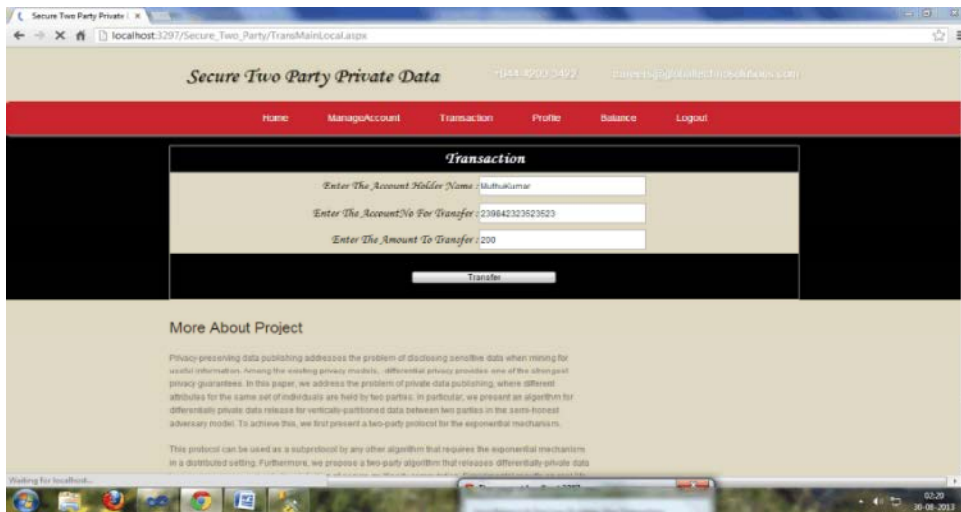 Secure Two Party Private
localhost:3297/Secure_Two_Party/TransMainLocal.aspx
Secure Two Party Private Data
Home ManageAccount Transaction Profile Balance Logout
Transaction
Enter The Account Holder Name : MuthuKumar
Enter The AccountNo For Transfer : 239842323523523
Enter The Amount To Transfer : 200
Transfer
More About Project
Privacy-preserving data publishing addresses the problem of disclosing sensitive data when mining for
useful information. Among the existing privacy models, differential privacy provides one of the strongest
privacy guarantees. In this paper, we address the problem of private data publishing, where different
attributes for the same set of individuals are held by two parties. In particular, we present an algorithm for
differentially private data release for vertically-partitioned data between two parties in the semi-honest
adversary model. To achieve this, we first present a two-party protocol for the exponential mechanism.
This protocol can be used as a subprotocol by any other algorithm that requires the exponential mechanism
in a distributed setting. Furthermore, we propose a two-party algorithm that releases differentially-private data
Waiting for localhost...
02:20
30-08-2013